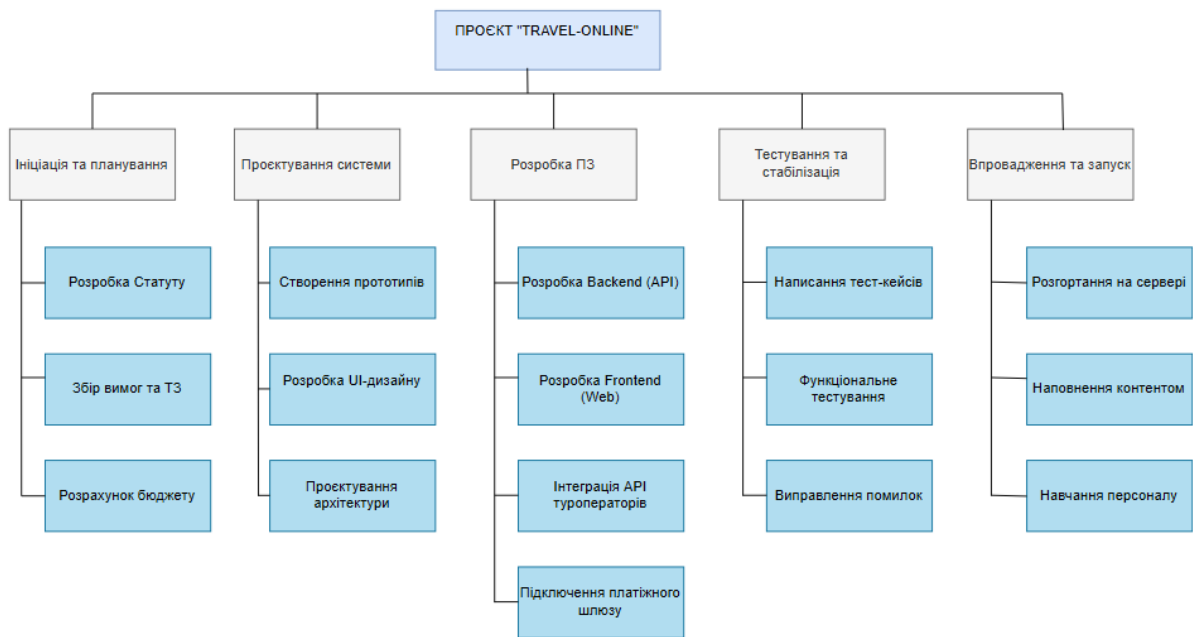 ПРОЄКТ "TRAVEL-ONLINE"
Ініціація та планування
Проєктування системи
Розробка ПЗ
Тестування та
стабілізація
Впровадження та запуск
Розробка Статуту
Створення прототипів
Розробка Backend (API)
Написання тест-кейсів
Розгортання на сервері
Збір вимог та ТЗ
Розробка UI-дизайну
Розробка Frontend
(Web)
Функціональне
тестування
Наповнення контентом
Розрахунок бюджету
Проєктування
архітектури
Інтеграція API
туроператорів
Виправлення помилок
Навчання персоналу
Підключення платіжного
шлюзу